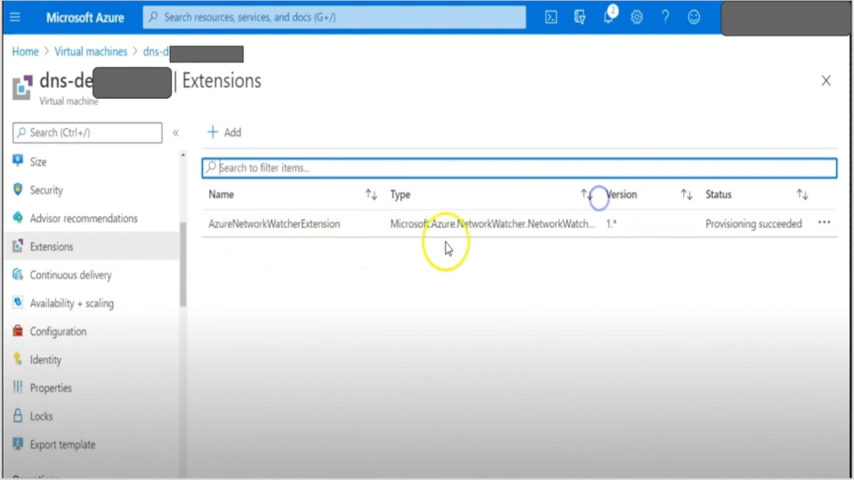 Microsoft Azure
Search resources, services, and docs (G+/)
2
Home > Virtual machines > dns-d
dns-de | Extensions
Virtual machine
Search (Ctrl+/)
«
+ Add
Search to filter items...
Name Type Version Status
AzureNetworkWatcherExtension Microsoft.Azure.NetworkWatcher.NetworkWatch... 1.* Provisioning succeeded ...
Size
Security
Advisor recommendations
Extensions
Continuous delivery
Availability + scaling
Configuration
Identity
Properties
Locks
Export template